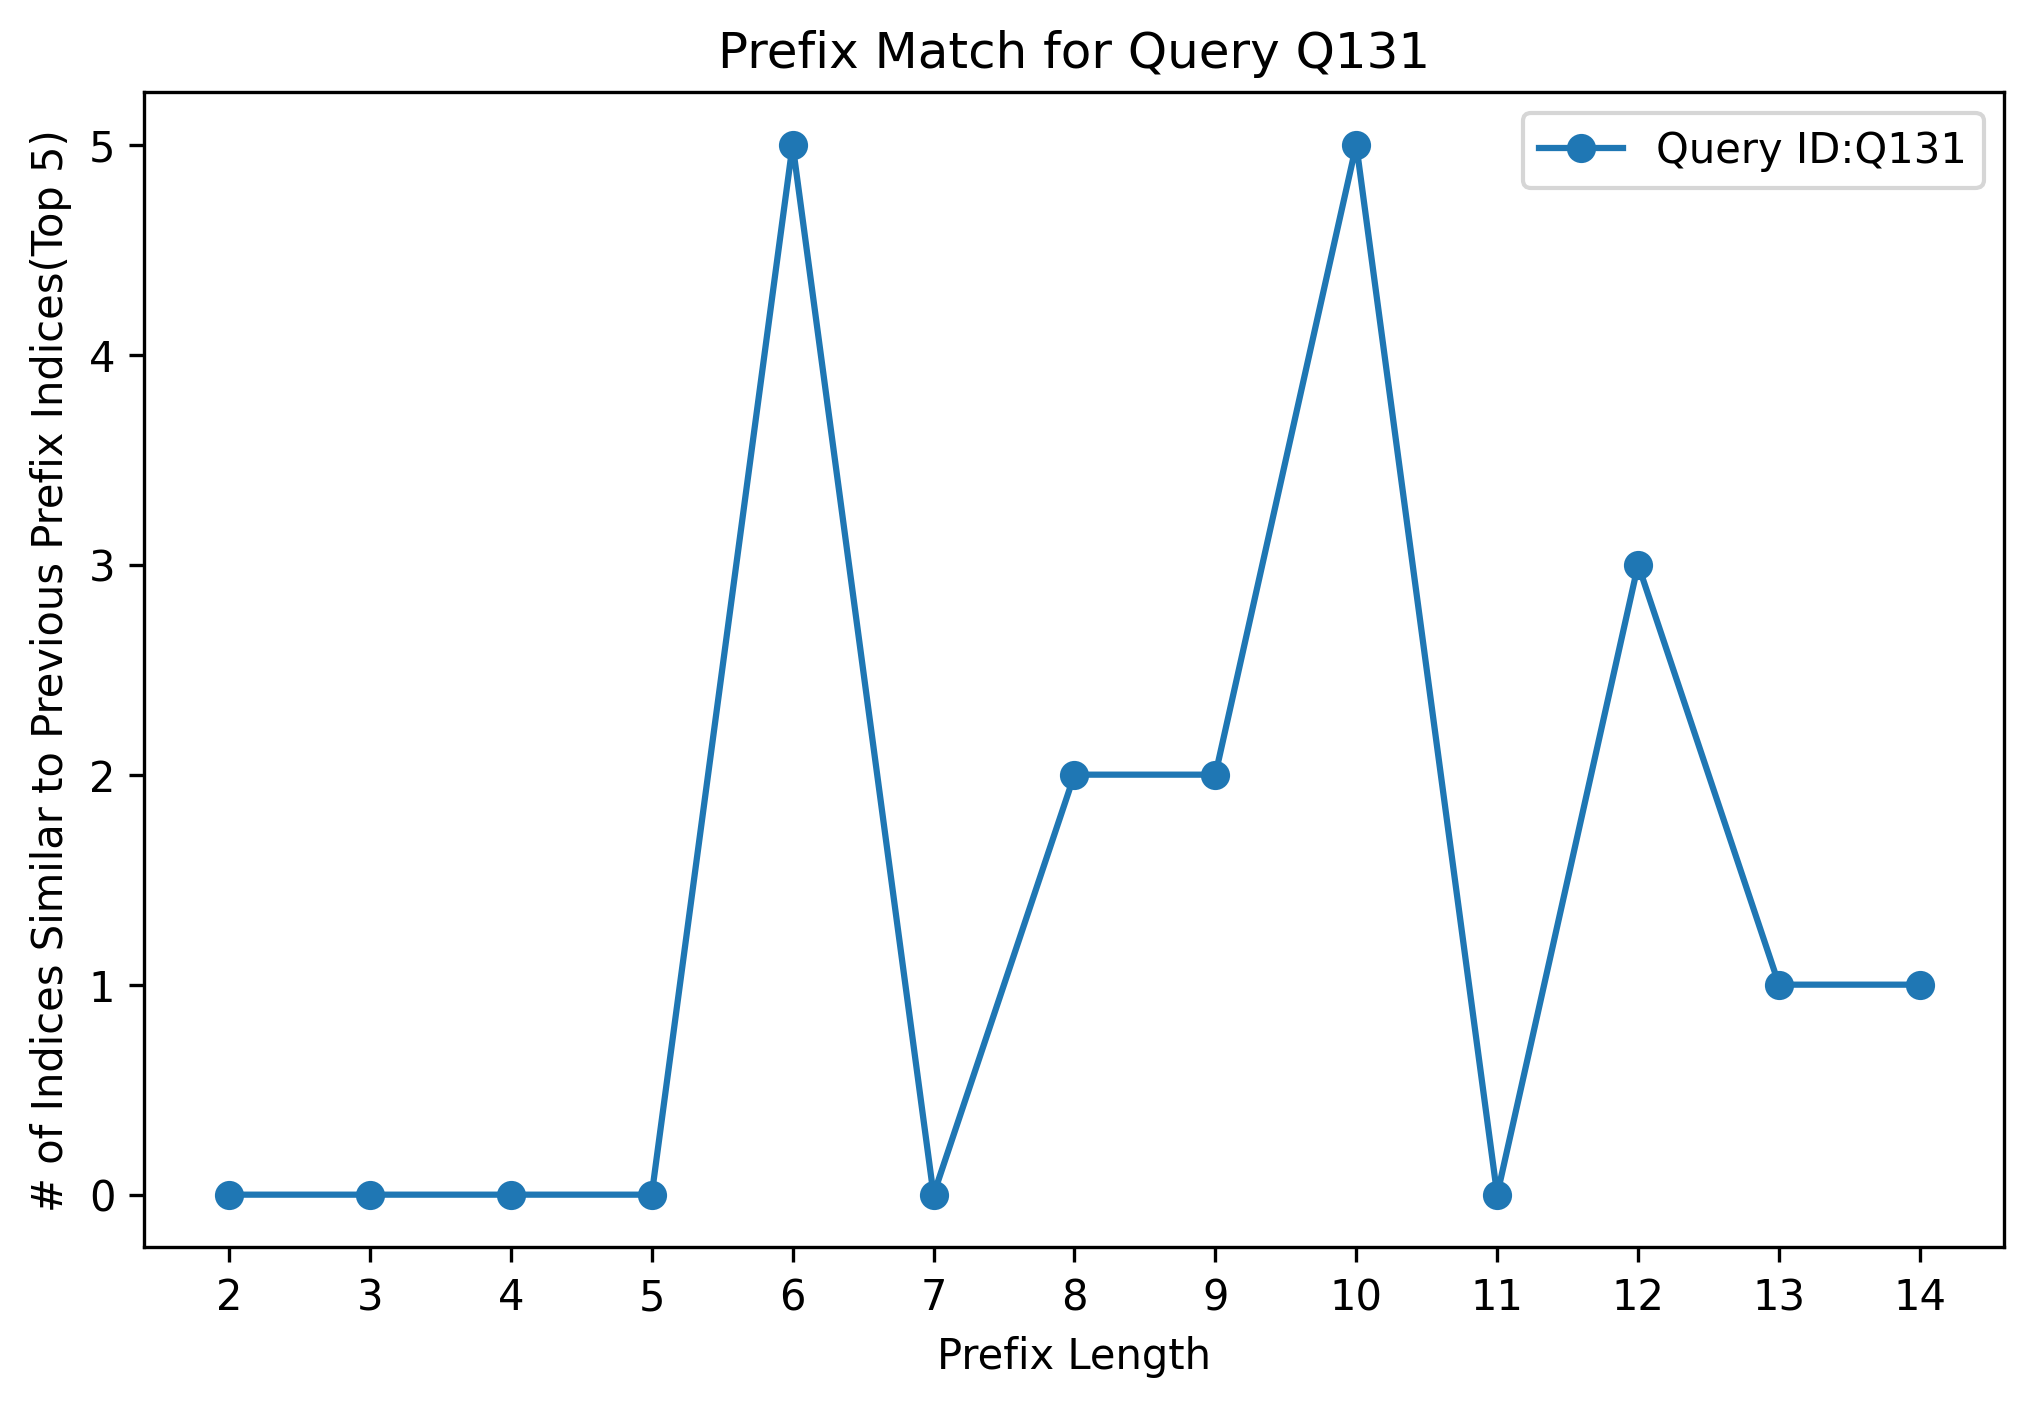 Prefix Match for Query Q131
Query ID:Q131
# of Indices Similar to Previous Prefix Indices(Top 5)
5
4
3
2
1
0
2 3 4 5 6 7 8 9 10 11 12 13 14
Prefix Length